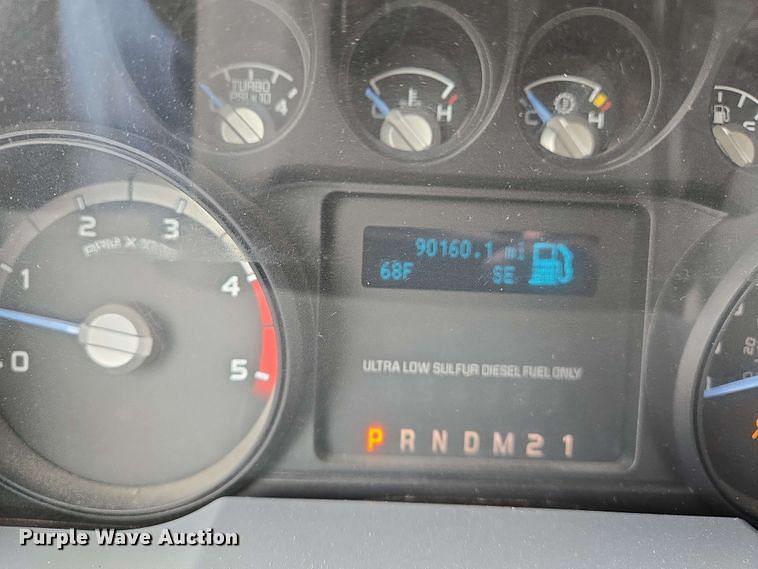 TURBO
PSI x 10
4
C H
C H
2 3
1 4
0 5
90160.1 mi
68F SE
ULTRA LOW SULFUR DIESEL FUEL ONLY
P R N D M 2 1
20
Purple Wave Auction